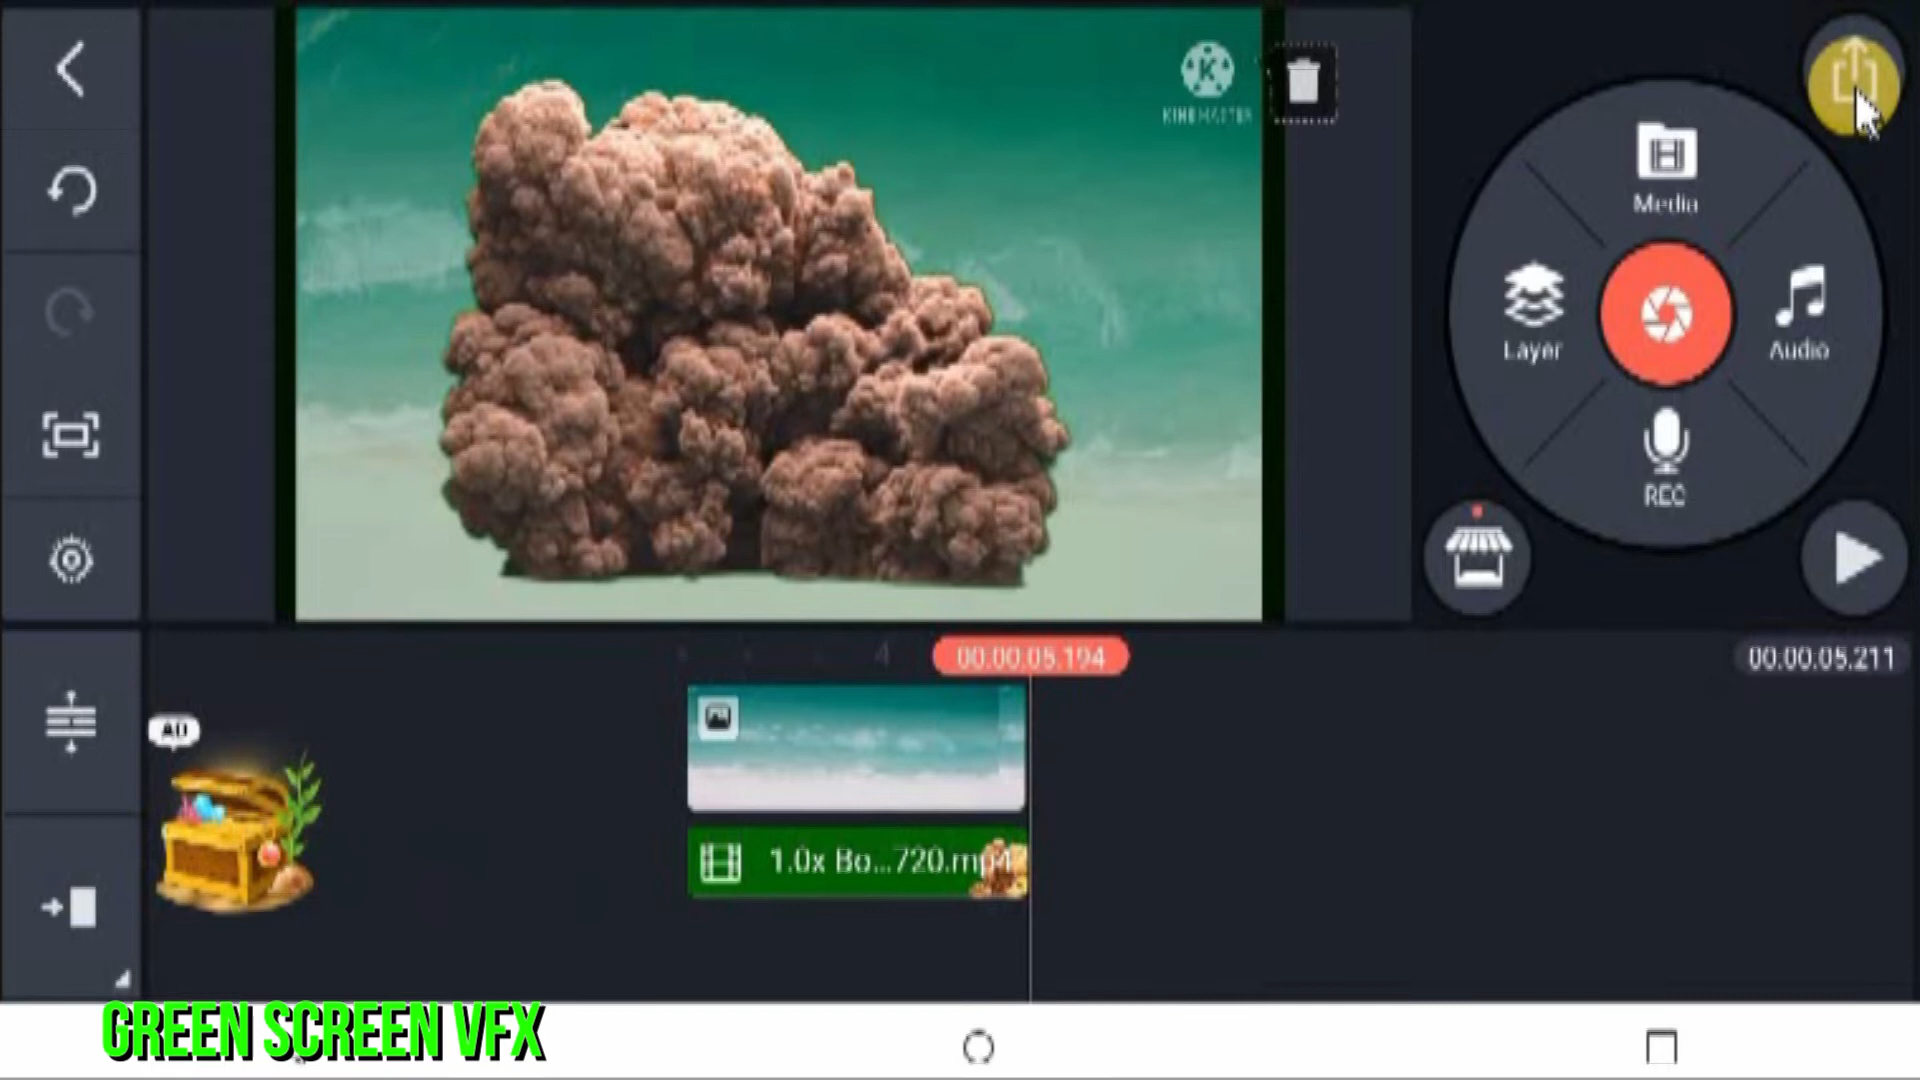 K
KINEMASTER
Media
Layer
Audio
REC
4
00.00.05.194
00.00.05.211
AD
1.0x Bo...720.mp4
GREEN SCREEN VFX